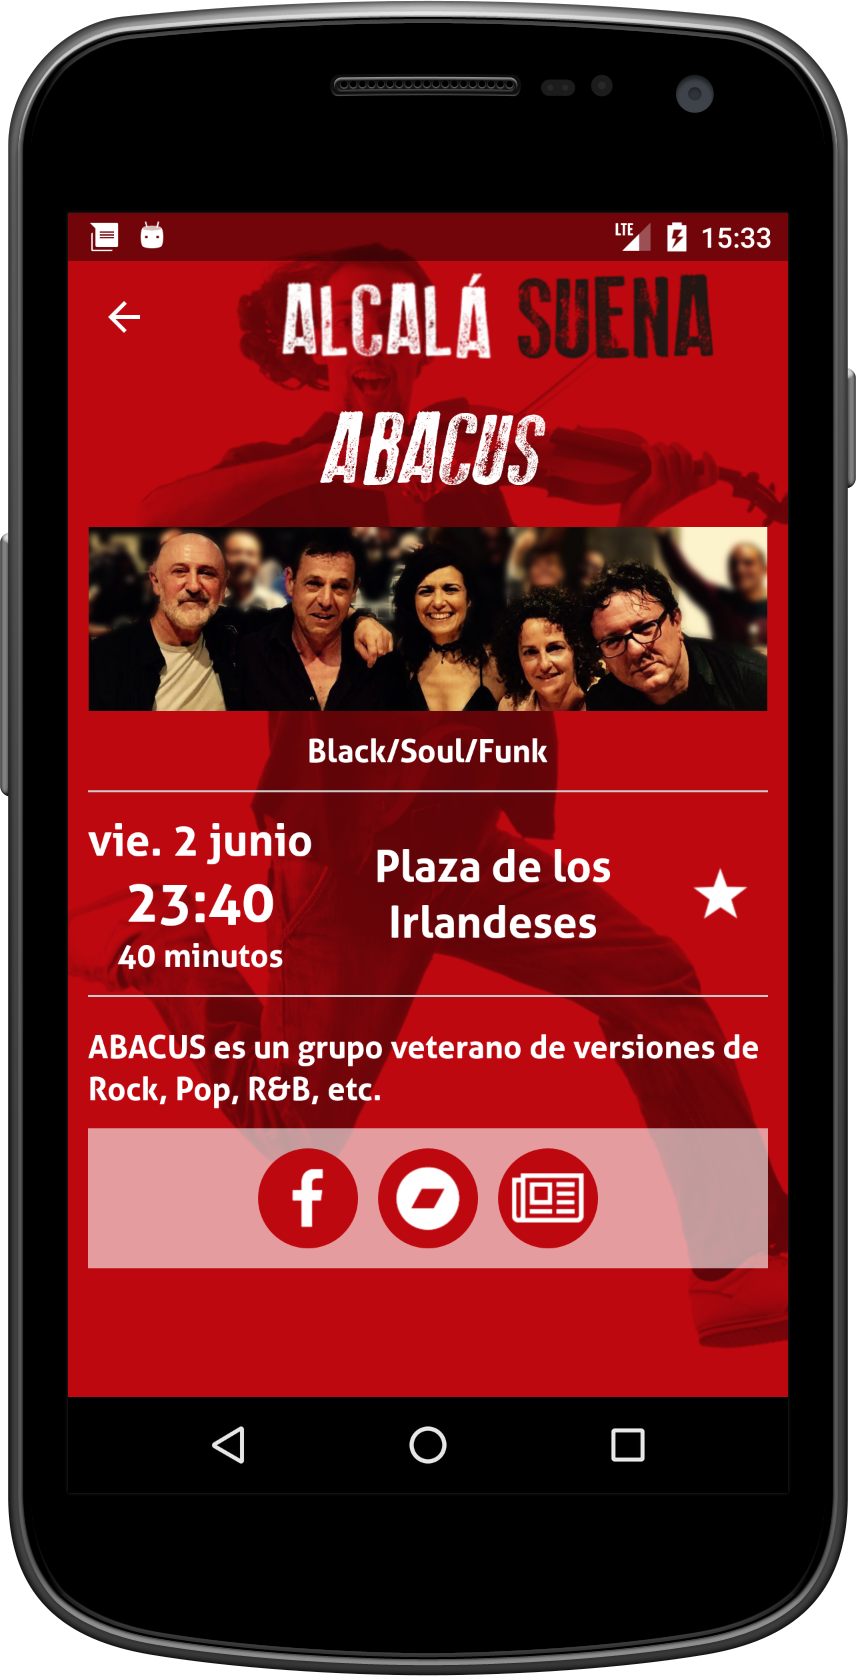 LTE 15:33
ALCALÁ SUENA
ABACUS
Black/Soul/Funk
vie. 2 junio
23:40
40 minutos
Plaza de los
Irlandeses
ABACUS es un grupo veterano de versiones de
Rock, Pop, R&B, etc.